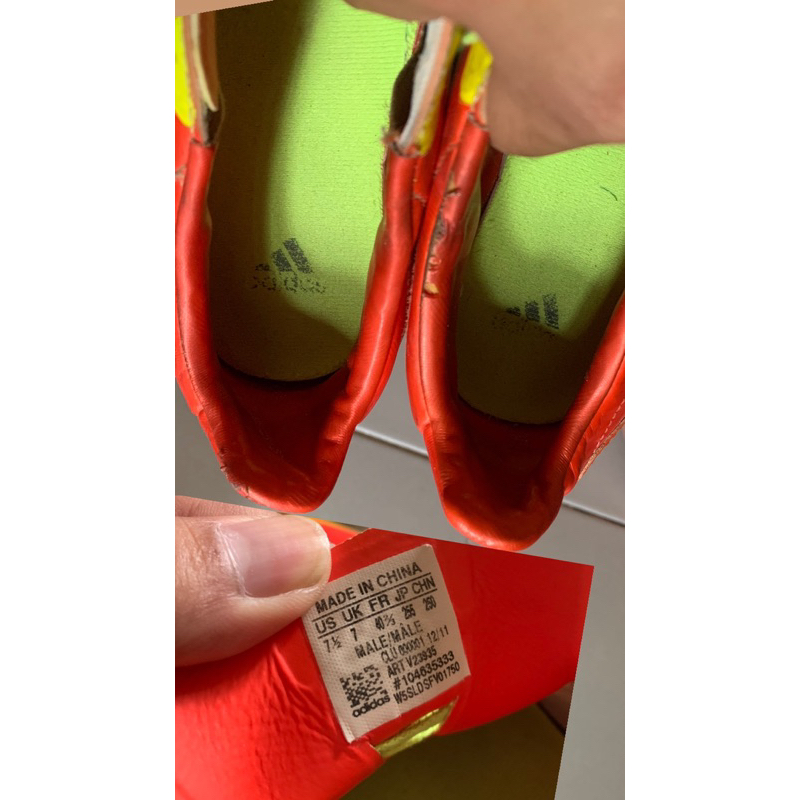 adidas
MADE IN CHINA
US UK FR JP CHN
7½ 7 40⅔ 255 250
MALE/MALE
CLU 000001 12/11
ART V23935
#104635333
W5SLDSFW01750
adidas